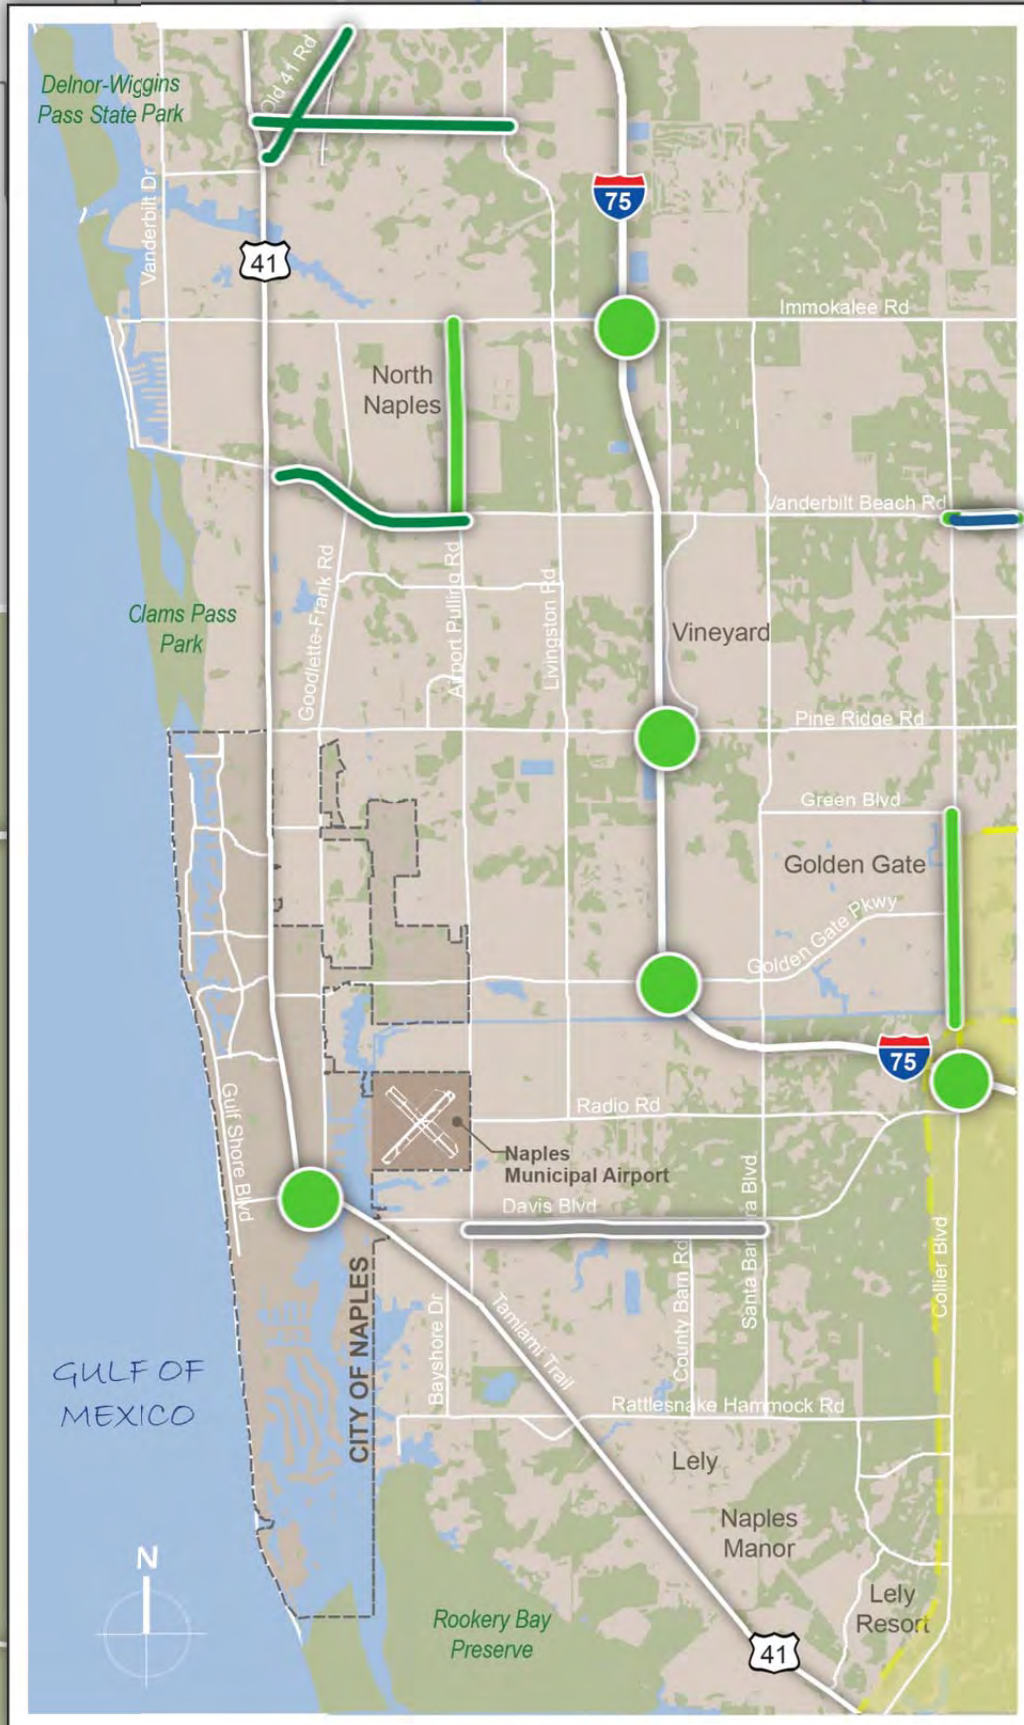 Old 41 Rd
Delnor-Wiggins
Pass State Park
75
Vanderbilt Dr
41
Immokalee Rd
North
Naples
Vanderbilt Beach Rd
Goodlette-Frank Rd
Airport Pulling Rd
Livingston Rd
Clams Pass
Park
Vineyard
Pine Ridge Rd
Green Blvd
Golden Gate
Golden Gate Pkwy
75
Gulf Shore Blvd
Radio Rd
Naples
Municipal Airport
Davis Blvd
Santa Barbara Blvd
County Barn Rd
Collier Blvd
CITY OF NAPLES
Bayshore Dr
Tamiami Trail
GULF OF
MEXICO
Rattlesnake Hammock Rd
Lely
Naples
Manor
N
Lely
Resort
Rookery Bay
Preserve
41